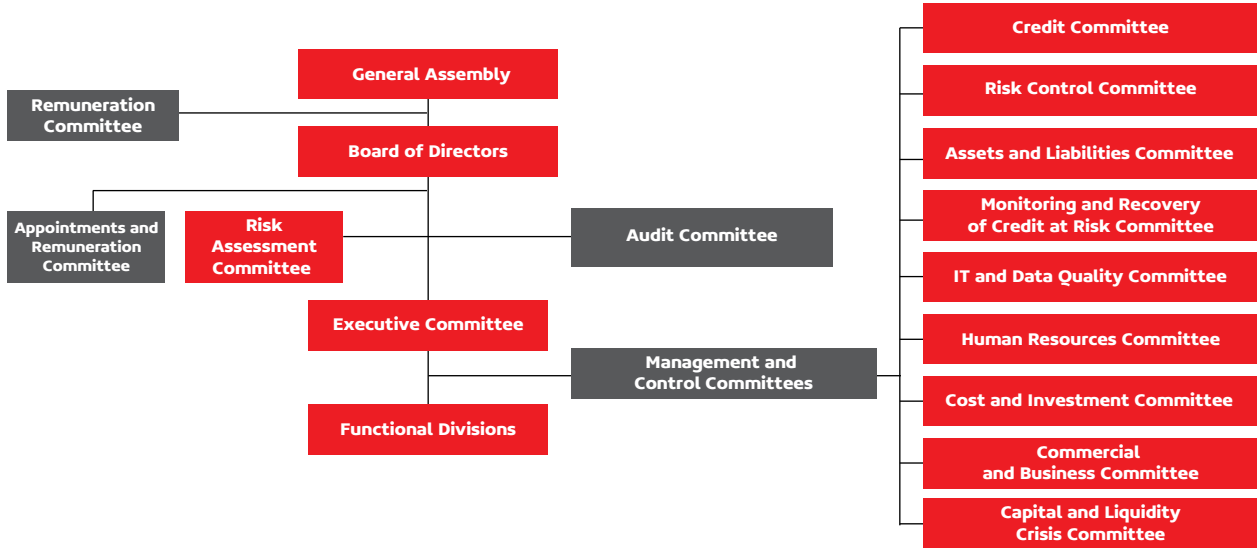 General Assembly
Remuneration
Committee
Board of Directors
Appointments and
Remuneration
Committee
Risk
Assessment
Committee
Audit Committee
Executive Committee
Management and
Control Committees
Functional Divisions
Credit Committee
Risk Control Committee
Assets and Liabilities Committee
Monitoring and Recovery
of Credit at Risk Committee
IT and Data Quality Committee
Human Resources Committee
Cost and Investment Committee
Commercial
and Business Committee
Capital and Liquidity
Crisis Committee